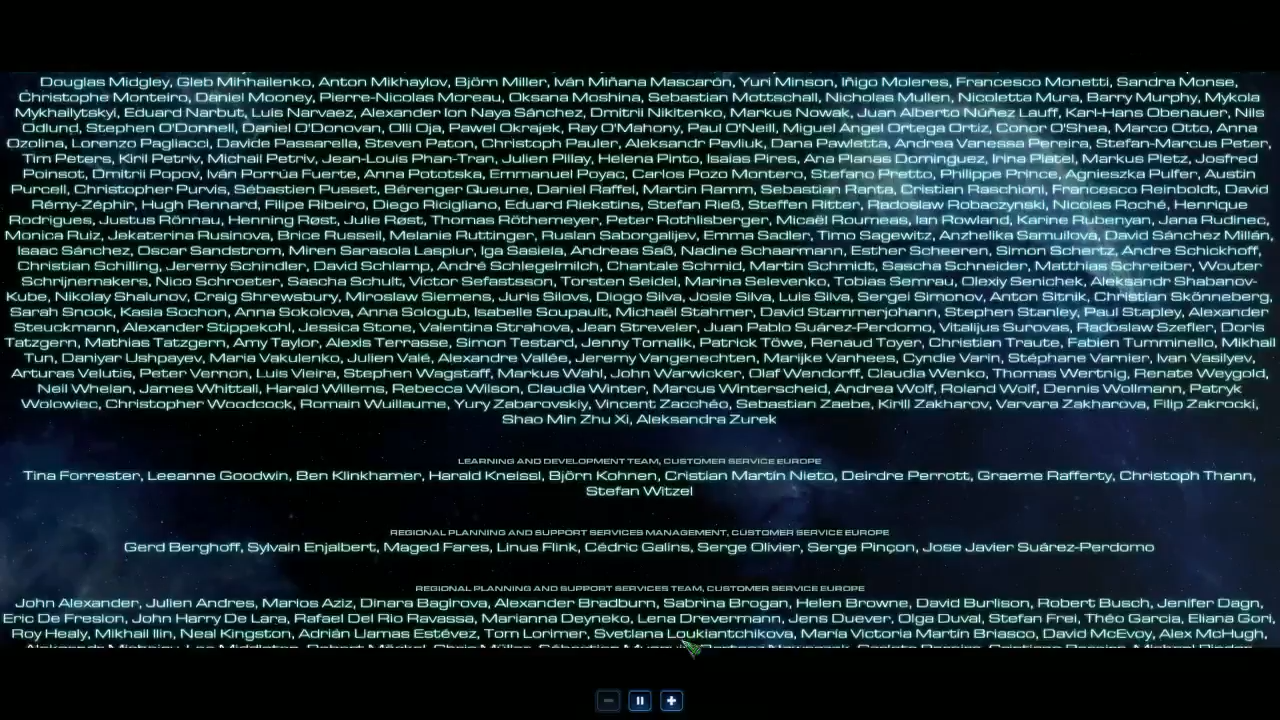 Douglas Midgley, Gleb Mihhailenko, Anton Mikhaylov, Björn Miller, Iván Miñana Mascarón, Yuri Minson, Iñigo Moleres, Francesco Monetti, Sandra Monse,
Christophe Monteiro, Daniel Mooney, Pierre-Nicolas Moreau, Oksana Moshina, Sebastian Mottschall, Nicholas Mullen, Nicoletta Mura, Barry Murphy, Mykola
Mykhailytskyi, Eduard Narbut, Luis Narvaez, Alexander Ion Naya Sánchez, Dmitrii Nikitenko, Markus Nowak, Juan Alberto Núñez Lauff, Karl-Hans Obenauer, Nils
Odlund, Stephen O'Donnell, Daniel O'Donovan, Olli Oja, Pawel Okrajek, Ray O'Mahony, Paul O'Neill, Miguel Angel Ortega Ortiz, Conor O'Shea, Marco Otto, Anna
Ozolina, Lorenzo Pagliacci, Davide Passarella, Steven Paton, Christoph Pauler, Aleksandr Pavliuk, Dana Pawletta, Andrea Vanessa Pereira, Stefan-Marcus Peter,
Tim Peters, Kiril Petriv, Michail Petriv, Jean-Louis Phan-Tran, Julien Pillay, Helena Pinto, Isaias Pires, Ana Planas Dominguez, Irina Platel, Markus Pletz, Josfred
Poinsot, Dmitrii Popov, Iván Porrúa Fuerte, Anna Pototska, Emmanuel Poyac, Carlos Pozo Montero, Stefano Pretto, Philippe Prince, Agnieszka Pulfer, Austin
Purcell, Christopher Purvis, Sébastien Pusset, Bérenger Queune, Daniel Raffel, Martin Ramm, Sebastian Ranta, Cristian Raschioni, Francesco Reinboldt, David
Rémy-Zéphir, Hugh Rennard, Filipe Ribeiro, Diego Ricigliano, Eduard Riekstins, Stefan Rieß, Steffen Ritter, Radoslaw Robaczynski, Nicolas Roché, Henrique
Rodrigues, Justus Rönnau, Henning Røst, Julie Røst, Thomas Röthemeyer, Peter Rothlisberger, Micaël Roumeas, Ian Rowland, Karine Rubenyan, Jana Rudinec,
Monica Ruiz, Jekaterina Rusinova, Brice Russeil, Melanie Ruttinger, Ruslan Saborgalijev, Emma Sadler, Timo Sagewitz, Anzhelika Samuilova, David Sánchez Millán,
Isaac Sánchez, Oscar Sandstrom, Miren Sarasola Laspiur, Iga Sasiela, Andreas Saß, Nadine Schaarmann, Esther Scheeren, Simon Schertz, Andre Schickhoff,
Christian Schilling, Jeremy Schindler, David Schlamp, André Schlegelmilch, Chantale Schmid, Martin Schmidt, Sascha Schneider, Matthias Schreiber, Wouter
Schrijnemakers, Nico Schroeter, Sascha Schult, Victor Sefastsson, Torsten Seidel, Marina Selevenko, Tobias Semrau, Olexiy Senichek, Aleksandr Shabanov-
Kube, Nikolay Shalunov, Craig Shrewsbury, Miroslaw Siemens, Juris Silovs, Diogo Silva, Josie Silva, Luis Silva, Sergei Simonov, Anton Sitnik, Christian Skönneberg,
Sarah Snook, Kasia Sochon, Anna Sokolova, Anna Sologub, Isabelle Soupault, Michaël Stahmer, David Stammerjohann, Stephen Stanley, Paul Stapley, Alexander
Steuckmann, Alexander Stippekohl, Jessica Stone, Valentina Strahova, Jean Streveler, Juan Pablo Suárez-Perdomo, Vitalijus Surovas, Radoslaw Szefler, Doris
Tatzgern, Mathias Tatzgern, Amy Taylor, Alexis Terrasse, Simon Testard, Jenny Tomalik, Patrick Töwe, Renaud Toyer, Christian Traute, Fabien Tumminello, Mikhail
Tun, Daniyar Ushpayev, Maria Vakulenko, Julien Valé, Alexandre Vallée, Jeremy Vangenechten, Marijke Vanhees, Cyndie Varin, Stéphane Varnier, Ivan Vasilyev,
Arturas Velutis, Peter Vernon, Luis Vieira, Stephen Wagstaff, Markus Wahl, John Warwicker, Olaf Wendorff, Claudia Wenko, Thomas Wertnig, Renate Weygold,
Neil Whelan, James Whittall, Harald Willems, Rebecca Wilson, Claudia Winter, Marcus Winterscheid, Andrea Wolf, Roland Wolf, Dennis Wollmann, Patryk
Wolowiec, Christopher Woodcock, Romain Wuillaume, Yury Zabarovskiy, Vincent Zacchéo, Sebastian Zaebe, Kirill Zakharov, Varvara Zakharova, Filip Zakrocki,
Shao Min Zhu Xi, Aleksandra Zurek
LEARNING AND DEVELOPMENT TEAM, CUSTOMER SERVICE EUROPE
Tina Forrester, Leeanne Goodwin, Ben Klinkhamer, Harald Kneissl, Björn Kohnen, Cristian Martín Nieto, Deirdre Perrott, Graeme Rafferty, Christoph Thann,
Stefan Witzel
REGIONAL PLANNING AND SUPPORT SERVICES MANAGEMENT, CUSTOMER SERVICE EUROPE
Gerd Berghoff, Sylvain Enjalbert, Maged Fares, Linus Flink, Cédric Galins, Serge Olivier, Serge Pinçon, Jose Javier Suárez-Perdomo
REGIONAL PLANNING AND SUPPORT SERVICES TEAM, CUSTOMER SERVICE EUROPE
John Alexander, Julien Andres, Marios Aziz, Dinara Bagirova, Alexander Bradburn, Sabrina Brogan, Helen Browne, David Burlison, Robert Busch, Jenifer Dagn,
Eric De Fresion, John Harry De Lara, Rafael Del Rio Ravassa, Marianna Deyneko, Lena Drevermann, Jens Duever, Olga Duval, Stefan Frei, Théo Garcia, Eliana Gori,
Roy Healy, Mikhail Ilin, Neal Kingston, Adrián Llamas Estévez, Tom Lorimer, Svetlana Loukiantchikova, María Victoria Martín Briasco, David McEvoy, Alex McHugh,